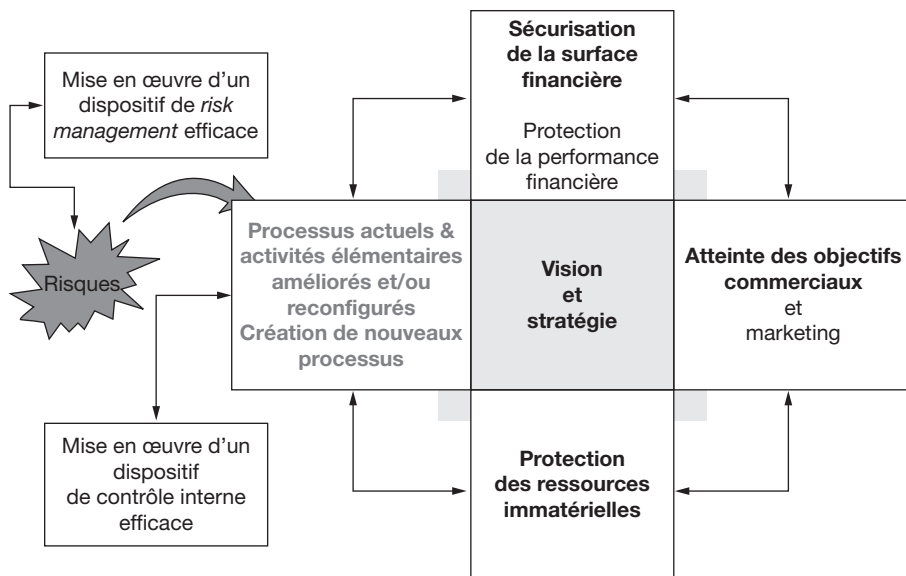 Sécurisation
de la surface
financière
Protection
de la performance
financière
Mise en œuvre d’un
dispositif de risk
management efficace
Risques
Processus actuels &
activités élémentaires
améliorés et/ou
reconfigurés
Création de nouveaux
processus
Vision
et
stratégie
Atteinte des objectifs
commerciaux
et
marketing
Mise en œuvre d’un
dispositif
de contrôle interne
efficace
Protection
des ressources
immatérielles